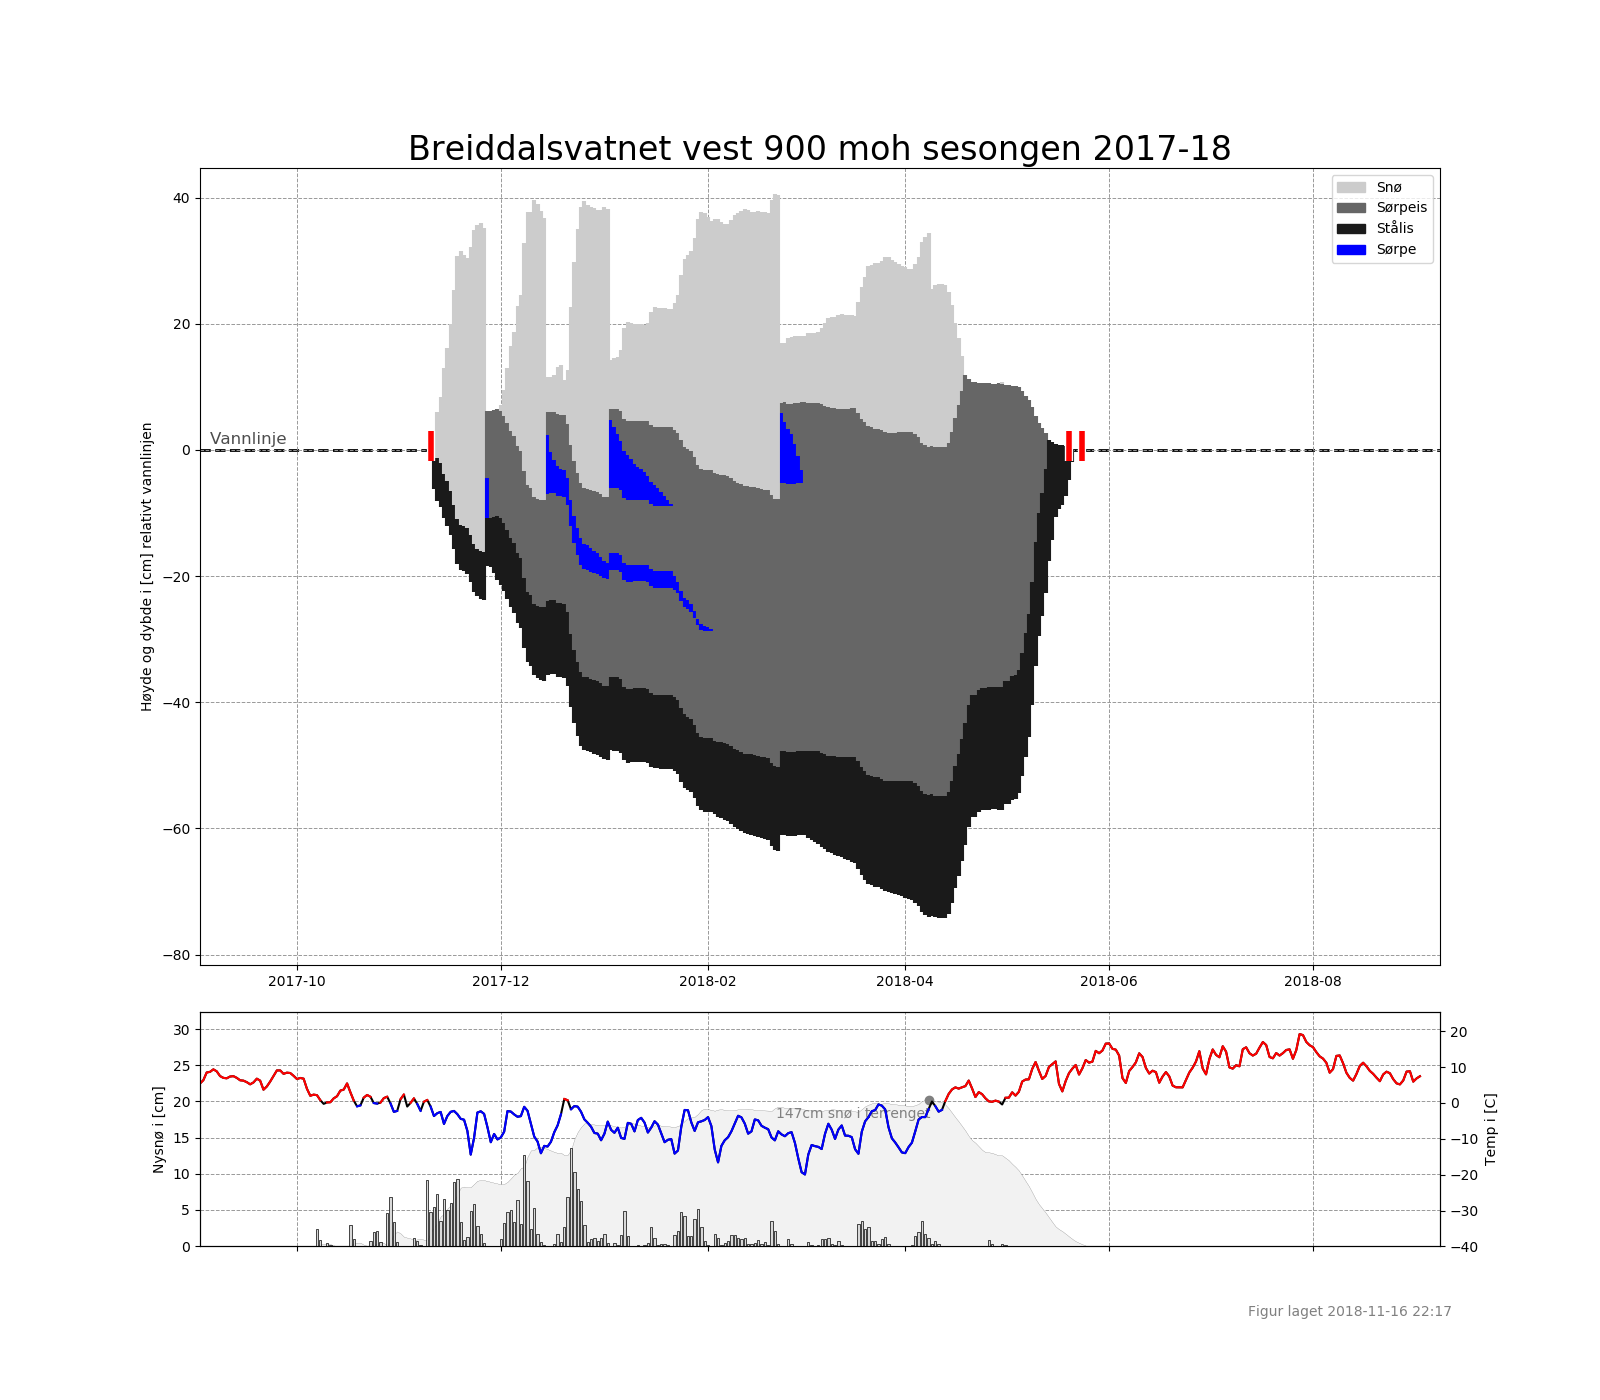 Breiddalsvatnet vest 900 moh sesongen 2017-18
Høyde og dybde i [cm] relativt vannlinjen
40
20
0
−20
−40
−60
−80
Vannlinje
Snø
Sørpeis
Stålis
Sørpe
2017-10 2017-12 2018-02 2018-04 2018-06 2018-08
Nysnø i [cm]
30
25
20
15
10
5
0
147cm snø i terrenget
20
10
0
−10
−20
−30
−40
Temp i [C]
Figur laget 2018-11-16 22:17